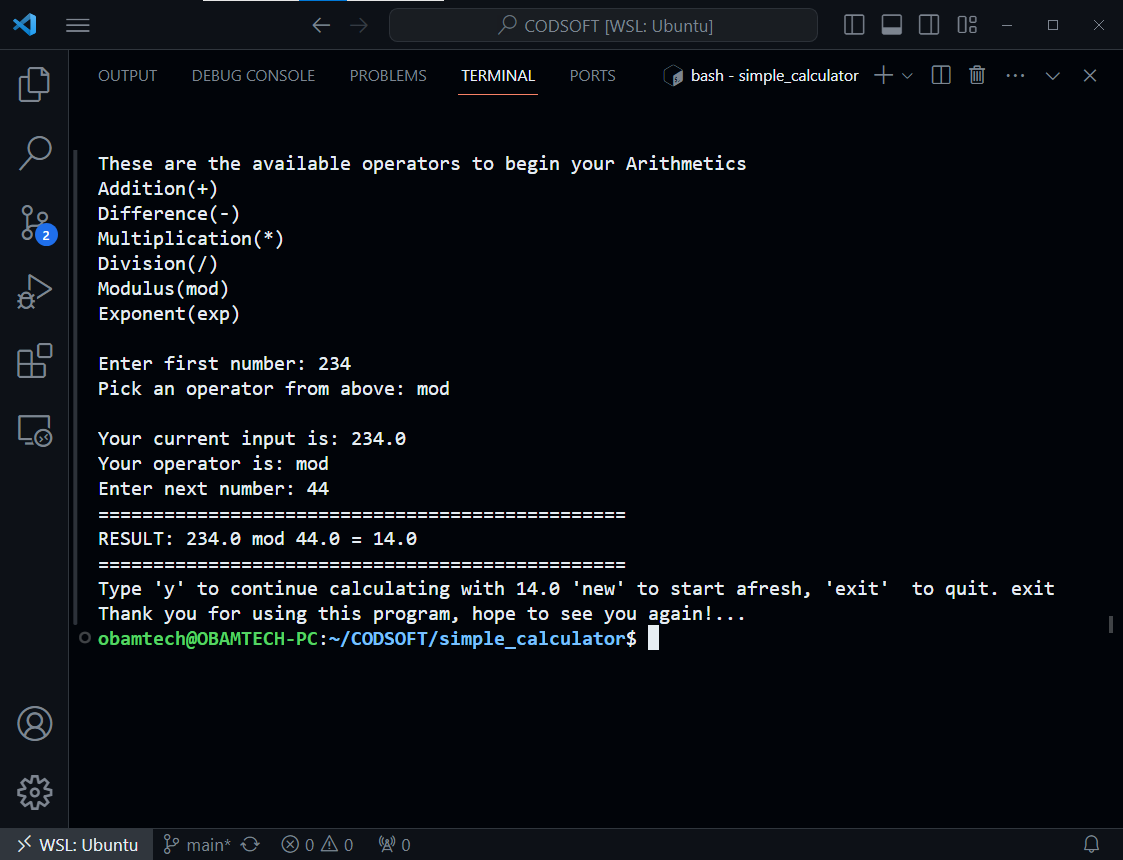 CODSOFT [WSL: Ubuntu]
OUTPUT DEBUG CONSOLE PROBLEMS TERMINAL PORTS bash - simple_calculator
These are the available operators to begin your Arithmetics
Addition(+)
Difference(-)
Multiplication(*)
Division(/)
Modulus(mod)
Exponent(exp)
Enter first number: 234
Pick an operator from above: mod
Your current input is: 234.0
Your operator is: mod
Enter next number: 44
================================================
RESULT: 234.0 mod 44.0 = 14.0
================================================
Type 'y' to continue calculating with 14.0 'new' to start afresh, 'exit'  to quit. exit
Thank you for using this program, hope to see you again!...
obamtech@OBAMTECH-PC:~/CODSOFT/simple_calculator$
2
WSL: Ubuntu main* 0 0 0